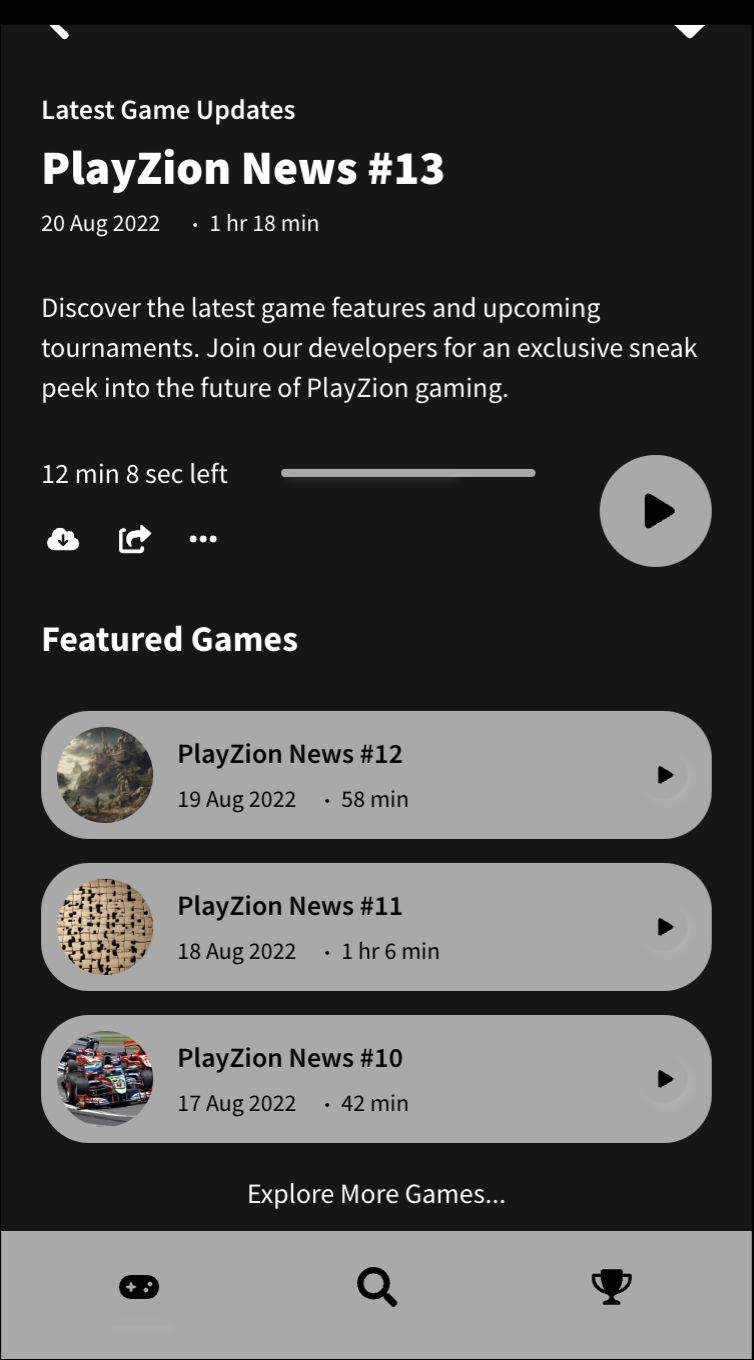 Latest Game Updates
PlayZion News #13
20 Aug 2022 • 1 hr 18 min
Discover the latest game features and upcoming
tournaments. Join our developers for an exclusive sneak
peek into the future of PlayZion gaming.
12 min 8 sec left
Featured Games
PlayZion News #12
19 Aug 2022 • 58 min
PlayZion News #11
18 Aug 2022 • 1 hr 6 min
PlayZion News #10
17 Aug 2022 • 42 min
Explore More Games...